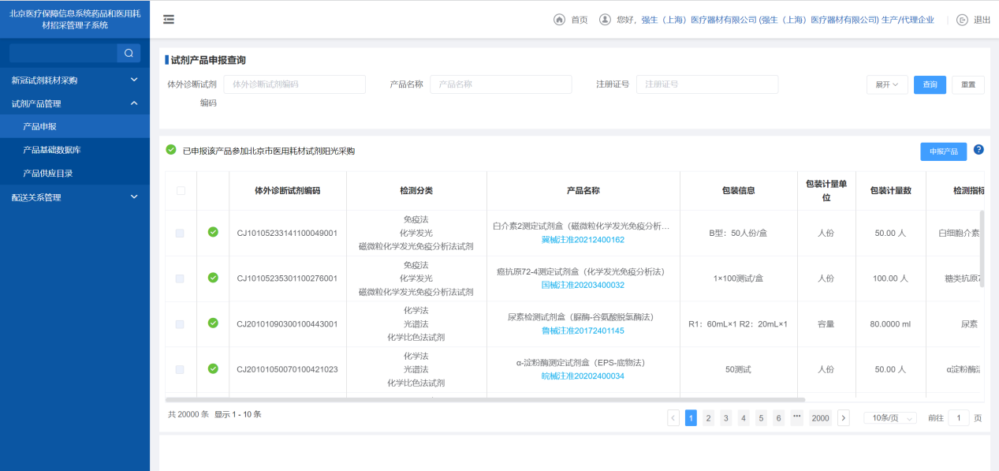 北京医疗保障信息系统药品和医用耗
材招采管理子系统
首页
您好，强生（上海）医疗器材有限公司 (强生（上海）医疗器材有限公司) 生产/代理企业
退出
新冠试剂耗材采购
试剂产品管理
产品申报
产品基础数据库
产品供应目录
配送关系管理
试剂产品申报查询
体外诊断试剂
编码
体外诊断试剂编码
产品名称
产品名称
注册证号
注册证号
展开
查询
重置
已申报该产品参加北京市医用耗材试剂阳光采购
申报产品
体外诊断试剂编码
检测分类
产品名称
包装信息
包装计量单
位
包装计量数
检测指标
CJ10105233141100049001
免疫法
化学发光
磁微粒化学发光免疫分析法试剂
白介素2测定试剂盒（磁微粒化学发光免疫分析…
冀械注准20212400162
B型：50人份/盒
人份
50.00 人
白细胞介素
CJ10105235301100276001
免疫法
化学发光
磁微粒化学发光免疫分析法试剂
癌抗原72-4测定试剂盒（化学发光免疫分析法）
国械注准20203400032
1×100测试/盒
人份
100.00 人
糖类抗原7
CJ20101090300100443001
化学法
光谱法
化学比色法试剂
尿素检测试剂盒（脲酶-谷氨酸脱氢酶法）
鲁械注准20172401145
R1：60mL×1 R2：20mL×1
容量
80.0000 ml
尿素
CJ20101050070100421023
化学法
光谱法
化学比色法试剂
α-淀粉酶测定试剂盒（EPS-底物法）
皖械注准20202400034
50测试
人份
50.00 人
α淀粉酶
共 20000 条 显示 1 - 10 条
1 2 3 4 5 6 ··· 2000
10条/页
前往 1 页